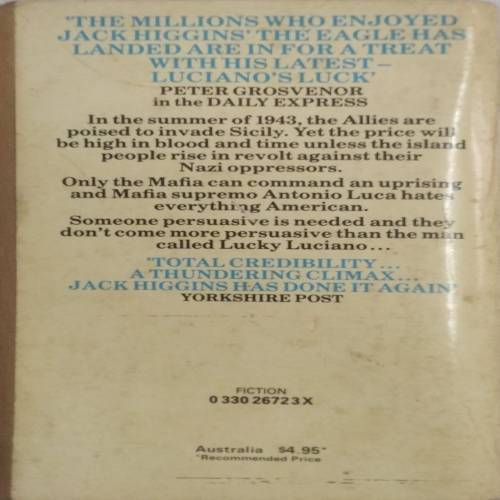 'THE MILLIONS WHO ENJOYED
JACK HIGGINS' THE EAGLE HAS
LANDED ARE IN FOR A TREAT
WITH HIS LATEST –
LUCIANO'S LUCK'
PETER GROSVENOR
in the DAILY EXPRESS
In the summer of 1943, the Allies are
poised to invade Sicily. Yet the price will
be high in blood and time unless the island
people rise in revolt against their
Nazi oppressors.
Only the Mafia can command an uprising
and Mafia supremo Antonio Luca hates
everything American.
Someone persuasive is needed and they
don't come more persuasive than the man
called Lucky Luciano...
'TOTAL CREDIBILITY...
A THUNDERING CLIMAX...
JACK HIGGINS HAS DONE IT AGAIN'
YORKSHIRE POST
FICTION
0 330 26723 X
Australia $4.95*
*Recommended Price